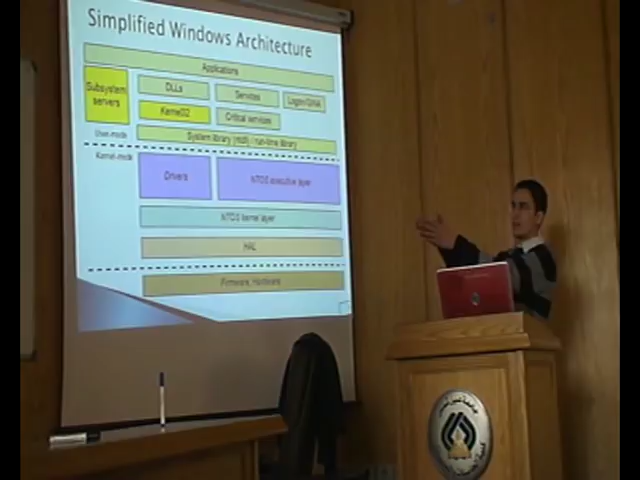 Simplified Windows Architecture
Applications
Subsystem servers
DLLs
Services
Logon/GINA
Kernel32
Critical services
System library (ntdll) / run-time library
User-mode
Kernel-mode
Drivers
NTOS executive layer
NTOS kernel layer
HAL
Firmware, Hardware